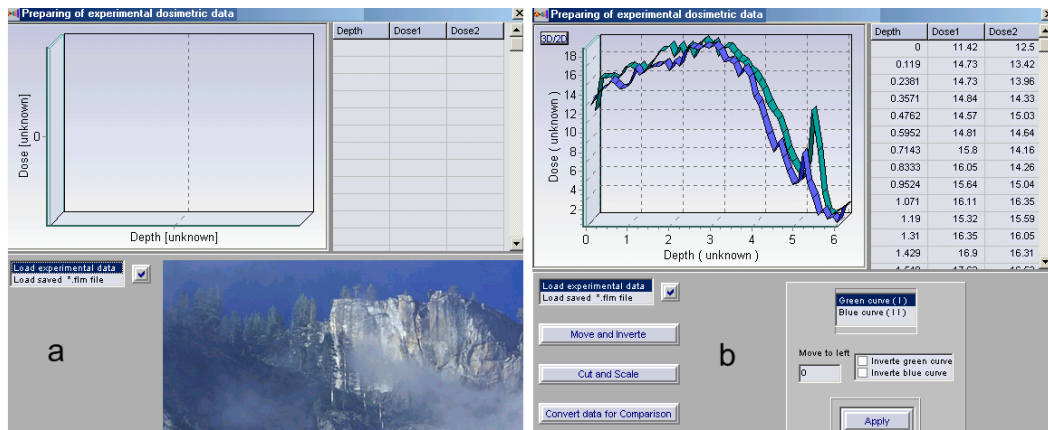 Preparing of experimental dosimetric data
Dose [unknown]
0
Depth [unknown]
Depth Dose1 Dose2
Load experimental data
Load saved *.flm file
a
Preparing of experimental dosimetric data
3D/2D
18
16
14
12
10
8
6
4
2
Dose ( unknown )
0 1 2 3 4 5 6
Depth ( unknown )
Depth Dose1 Dose2
0 11.42 12.5
0.119 14.73 13.42
0.2381 14.73 13.96
0.3571 14.84 14.33
0.4762 14.57 15.03
0.5952 14.81 14.64
0.7143 15.8 14.16
0.8333 16.05 14.26
0.9524 15.64 15.04
1.071 16.11 16.35
1.19 15.32 15.59
1.31 16.35 16.05
1.429 16.9 16.31
Load experimental data
Load saved *.flm file
Move and Inverte
Cut and Scale
Convert data for Comparison
b
Green curve ( I )
Blue curve ( I I )
Move to left
0
Inverte green curve
Inverte blue curve
Apply